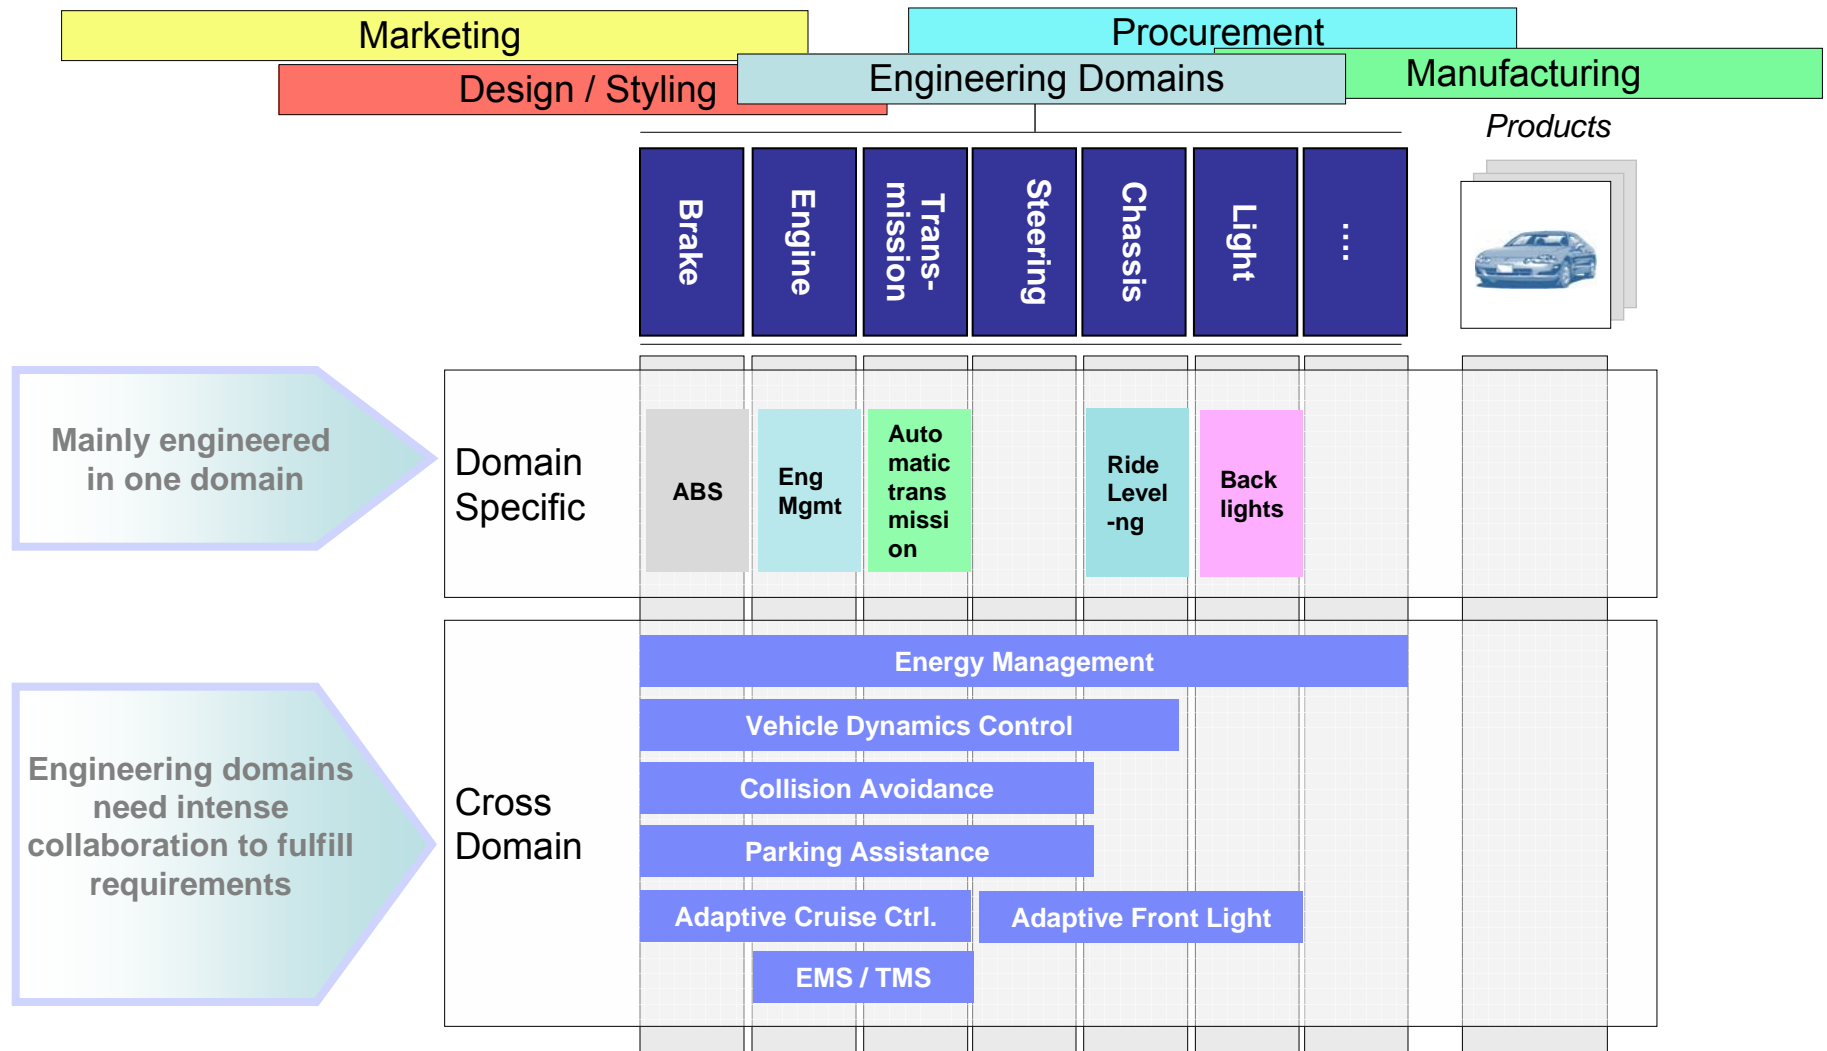 Marketing
Procurement
Design / Styling
Engineering Domains
Manufacturing
Products
Brake
Engine
Trans-
mission
Steering
Chassis
Light
....
Mainly engineered
in one domain
Domain
Specific
ABS
Eng
Mgmt
Auto
matic
trans
missi
on
Ride
Level
-ng
Back
lights
Engineering domains
need intense
collaboration to fulfill
requirements
Cross
Domain
Energy Management
Vehicle Dynamics Control
Collision Avoidance
Parking Assistance
Adaptive Cruise Ctrl.
Adaptive Front Light
EMS / TMS